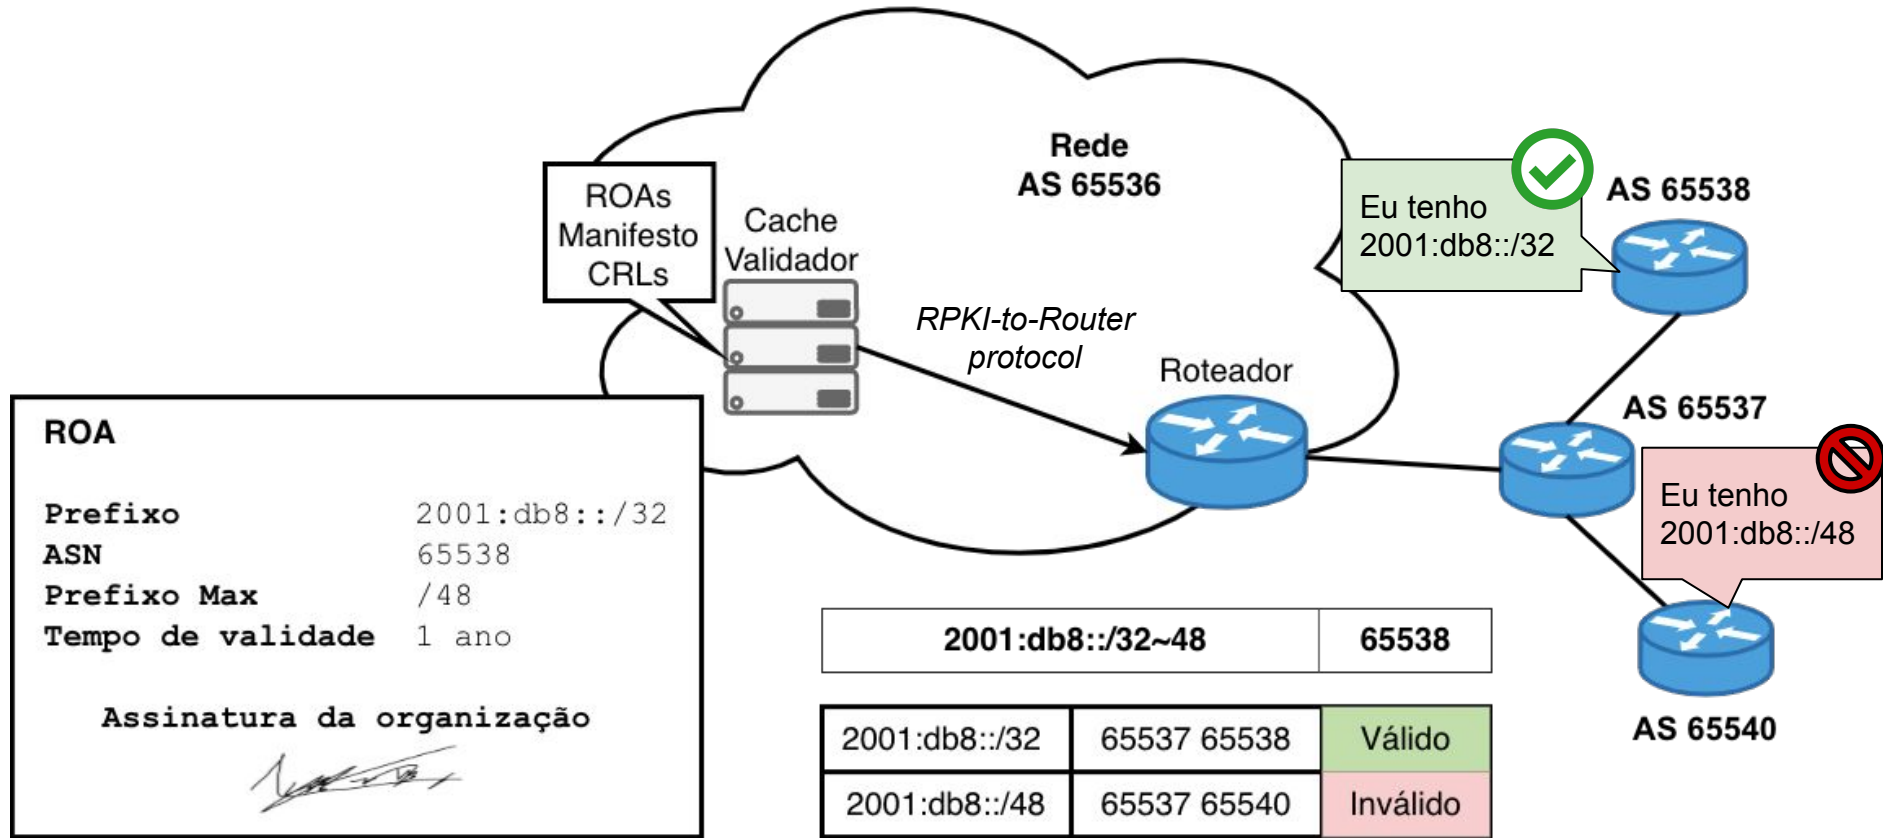 Rede
AS 65536
ROAs
Manifesto
CRLs
Cache
Validador
RPKI-to-Router
protocol
Roteador
Eu tenho
2001:db8::/32
AS 65538
AS 65537
Eu tenho
2001:db8::/48
AS 65540
ROA
Prefixo 2001:db8::/32
ASN 65538
Prefixo Max /48
Tempo de validade 1 ano
Assinatura da organização
2001:db8::/32~48 65538
2001:db8::/32 65537 65538 Válido
2001:db8::/48 65537 65540 Inválido